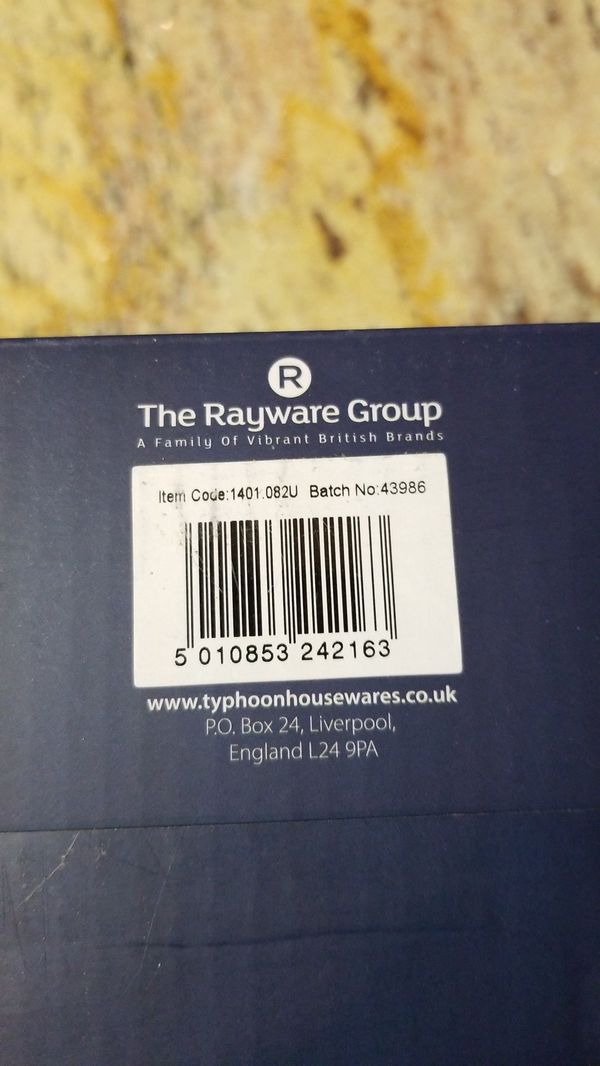 R
The Rayware Group
A Family Of Vibrant British Brands
Item Code:1401.082U Batch No:43986
5 010853 242163
www.typhoonhousewares.co.uk
P.O. Box 24, Liverpool,
England L24 9PA